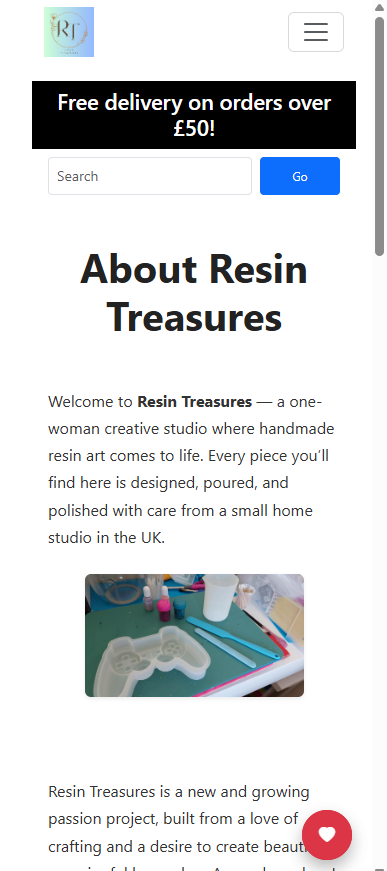 RT
Free delivery on orders over
£50!
Search
Go
About Resin
Treasures
Welcome to Resin Treasures — a one-
woman creative studio where handmade
resin art comes to life. Every piece you’ll
find here is designed, poured, and
polished with care from a small home
studio in the UK.
Resin Treasures is a new and growing
passion project, built from a love of
crafting and a desire to create